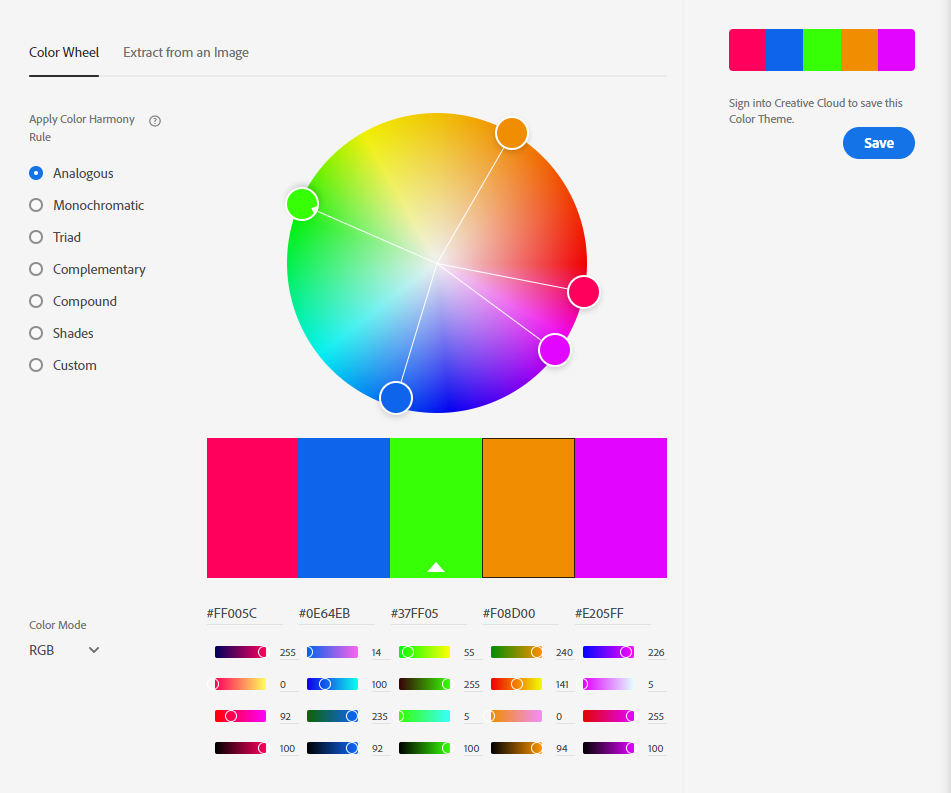 Color Wheel
Extract from an Image
Sign into Creative Cloud to save this
Color Theme.
Save
Apply Color Harmony
Rule
Analogous
Monochromatic
Triad
Complementary
Compound
Shades
Custom
#FF005C #0E64EB #37FF05 #F08D00 #E205FF
Color Mode
RGB
255 14 55 240 226
0 100 255 141 5
92 235 5 0 255
100 92 100 94 100